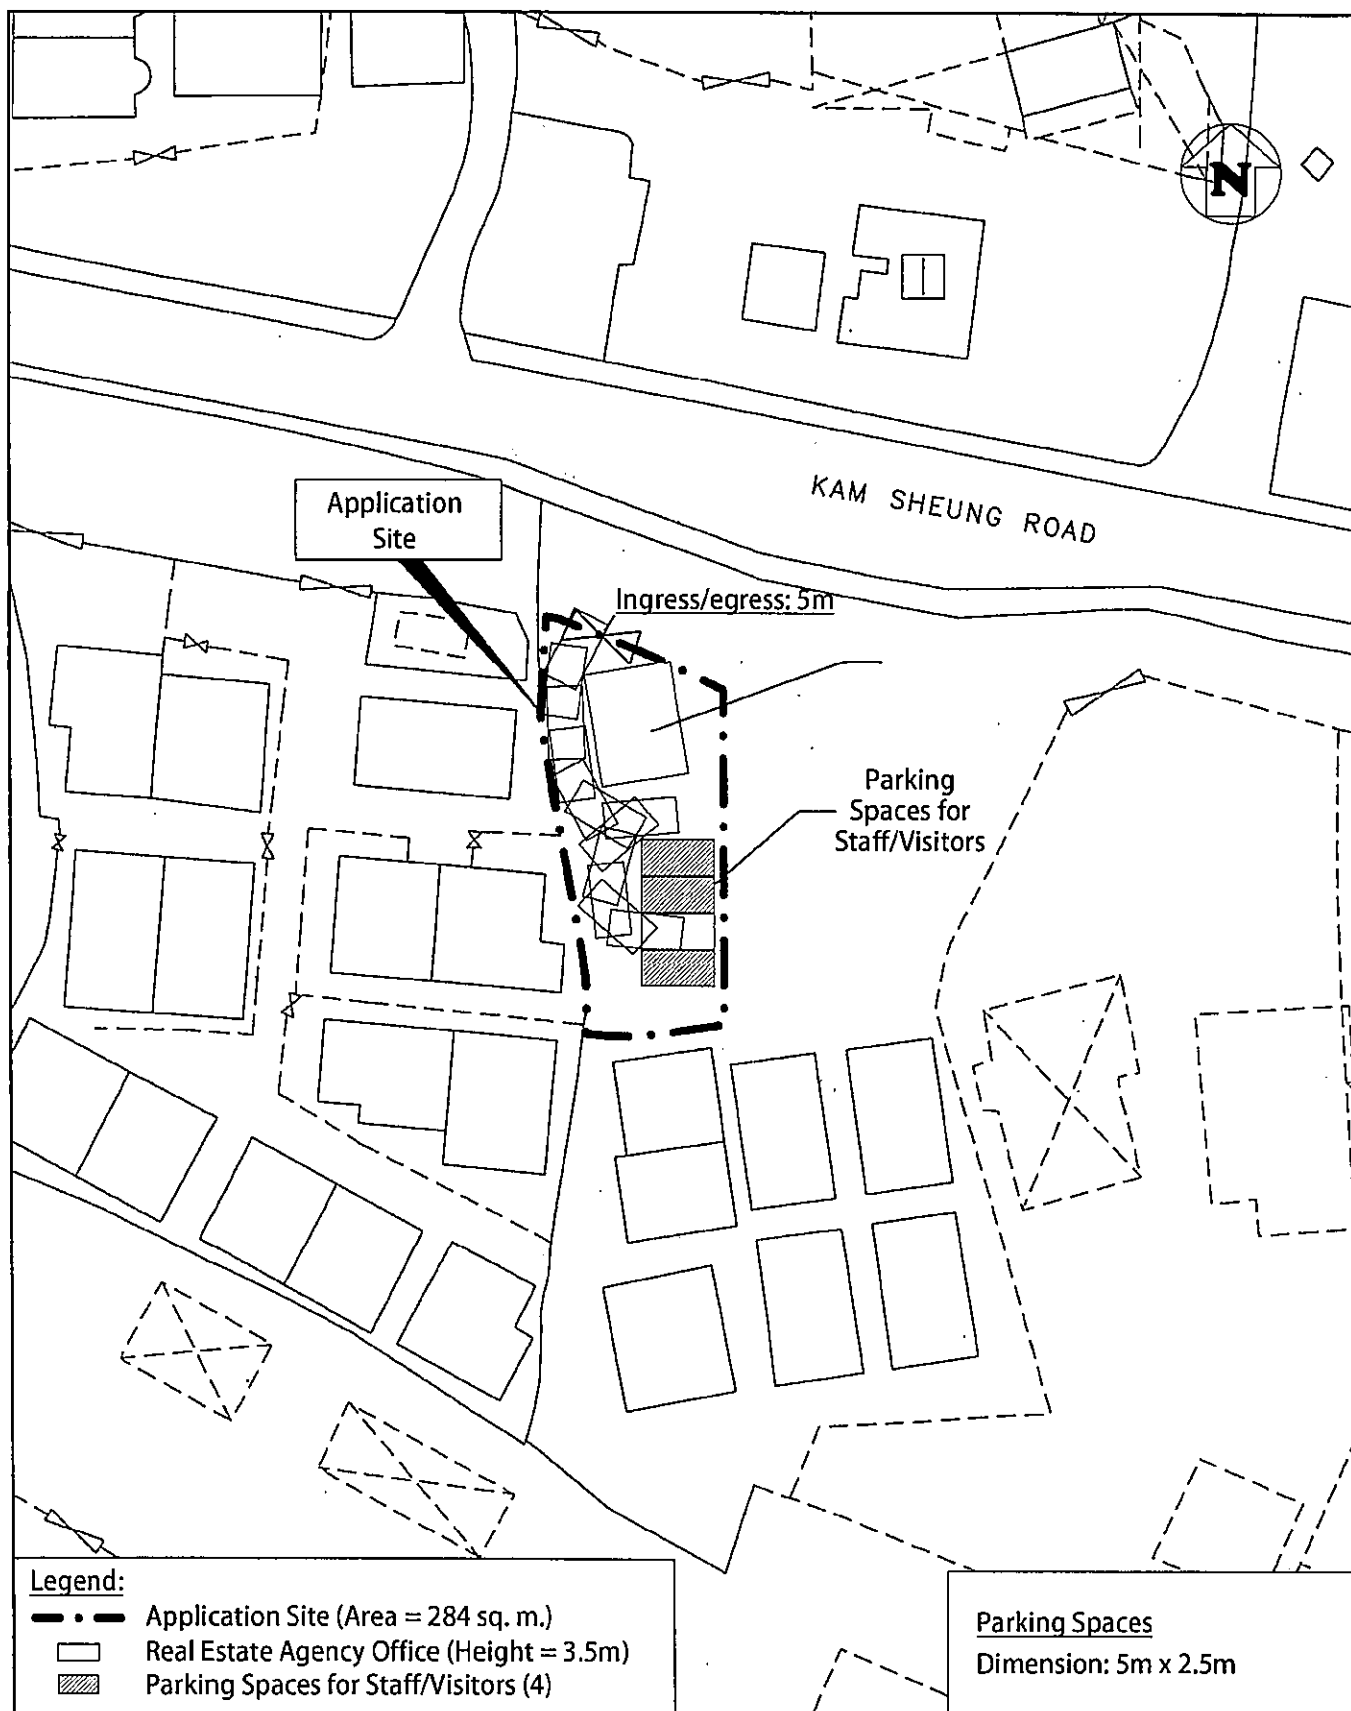 N
KAM SHEUNG ROAD
Application
Site
Ingress/egress: 5m
Parking
Spaces for
Staff/Visitors
Legend:
Application Site (Area = 284 sq. m.)
Real Estate Agency Office (Height = 3.5m)
Parking Spaces for Staff/Visitors (4)
Parking Spaces
Dimension: 5m x 2.5m